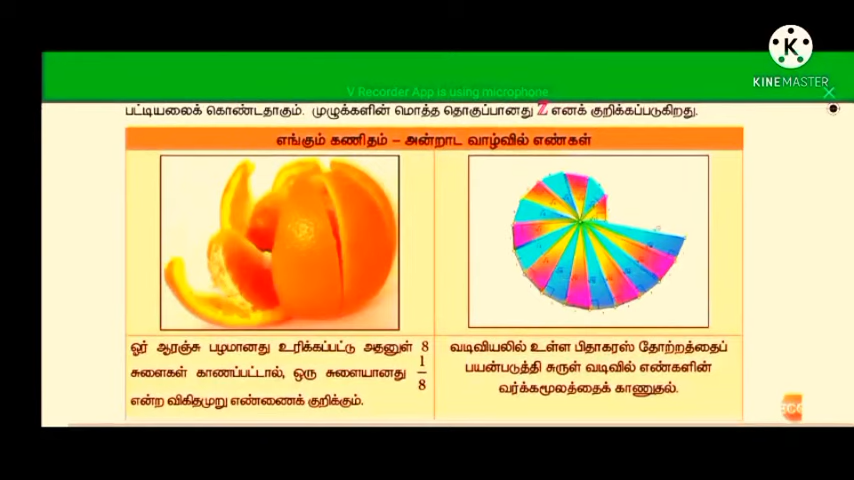 KINEMASTER
V Recorder App is using microphone.
பட்டியலைக் கொண்டதாகும். முழுக்களின் மொத்த தொகுப்பானது Z எனக் குறிக்கப்படுகிறது.
எங்கும் கணிதம் – அன்றாட வாழ்வில் எண்கள்
ஓர் ஆரஞ்சு பழமானது உரிக்கப்பட்டு அதனுள் 8
சுளைகள் காணப்பட்டால், ஒரு சுளையானது 1/8
என்ற விகிதமுறு எண்ணைக் குறிக்கும்.
வடிவியலில் உள்ள பிதாகரஸ் தோற்றத்தைப்
பயன்படுத்தி சுருள் வடிவில் எண்களின்
வர்க்கமூலத்தைக் காணுதல்.